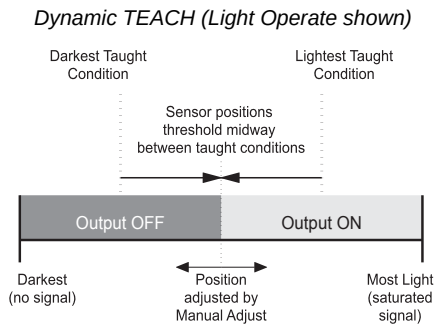 Dynamic TEACH (Light Operate shown)
Darkest Taught
Condition
Lightest Taught
Condition
Sensor positions
threshold midway
between taught conditions
Output OFF
Output ON
Darkest
(no signal)
Position
adjusted by
Manual Adjust
Most Light
(saturated
signal)